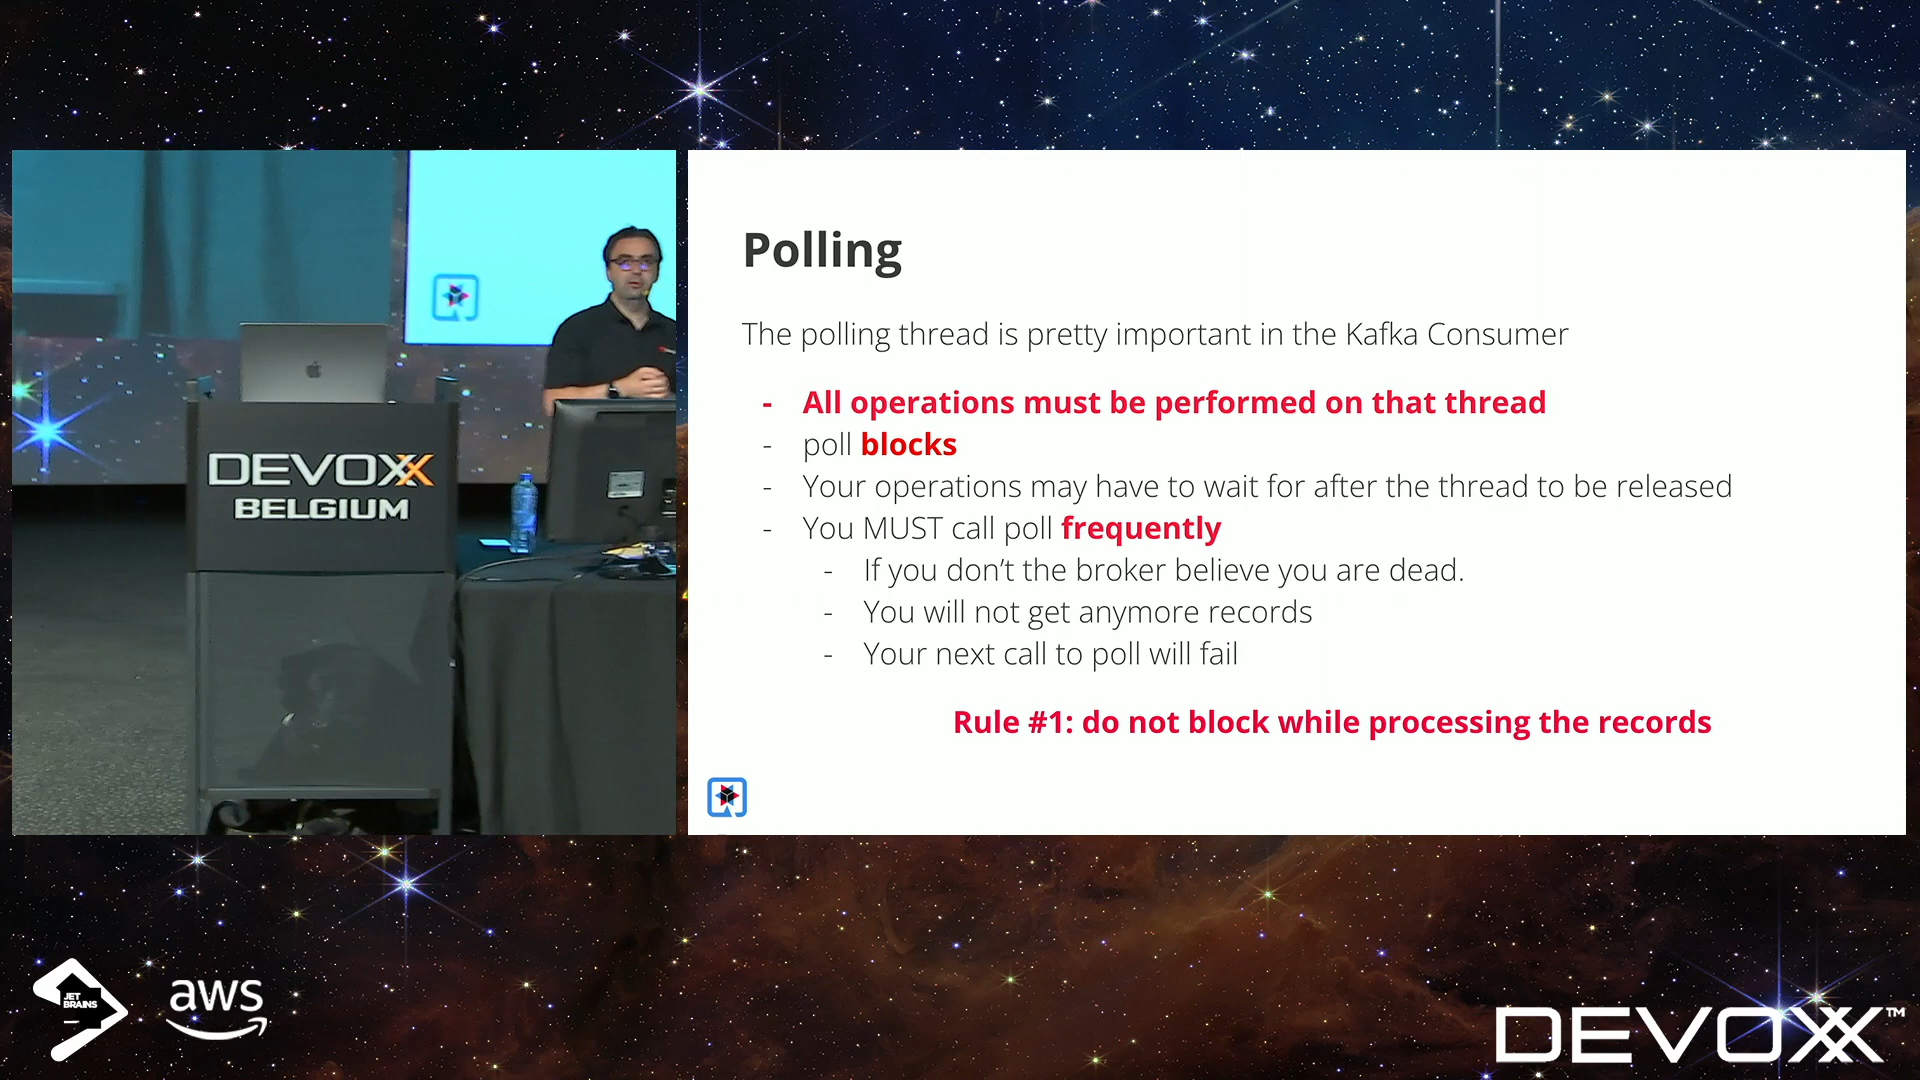 DEVOXX
BELGIUM
Polling
The polling thread is pretty important in the Kafka Consumer
- All operations must be performed on that thread
- poll blocks
- Your operations may have to wait for after the thread to be released
- You MUST call poll frequently
- If you don’t the broker believe you are dead.
- You will not get anymore records
- Your next call to poll will fail
Rule #1: do not block while processing the records
JET
BRAINS
aws
DEVOXX™